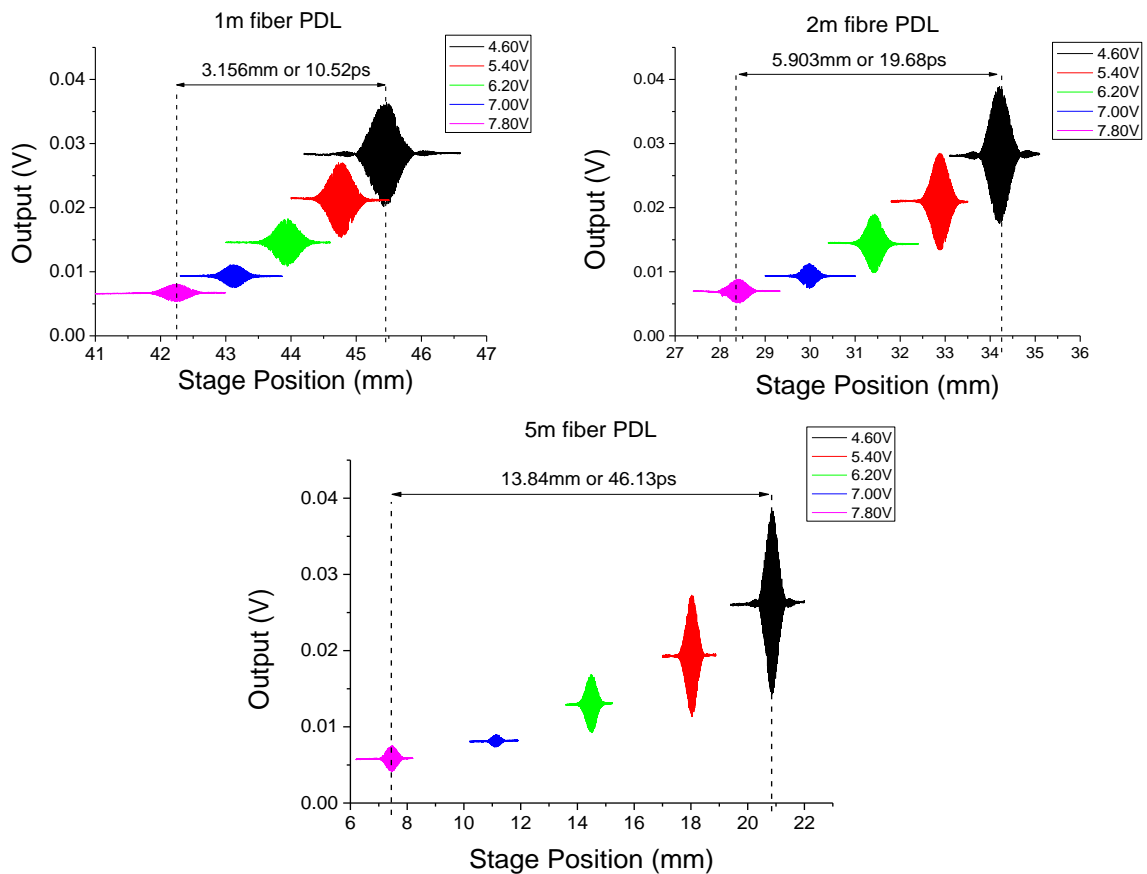 1m fiber PDL
4.60V
5.40V
6.20V
7.00V
7.80V
3.156mm or 10.52ps
0.04
0.03
0.02
0.01
0.00
Output (V)
41 42 43 44 45 46 47
Stage Position (mm)
2m fibre PDL
4.60V
5.40V
6.20V
7.00V
7.80V
5.903mm or 19.68ps
0.04
0.03
0.02
0.01
0.00
Output (V)
27 28 29 30 31 32 33 34 35 36
Stage Position (mm)
5m fiber PDL
4.60V
5.40V
6.20V
7.00V
7.80V
13.84mm or 46.13ps
0.04
0.03
0.02
0.01
0.00
Output (V)
6 8 10 12 14 16 18 20 22
Stage Position (mm)